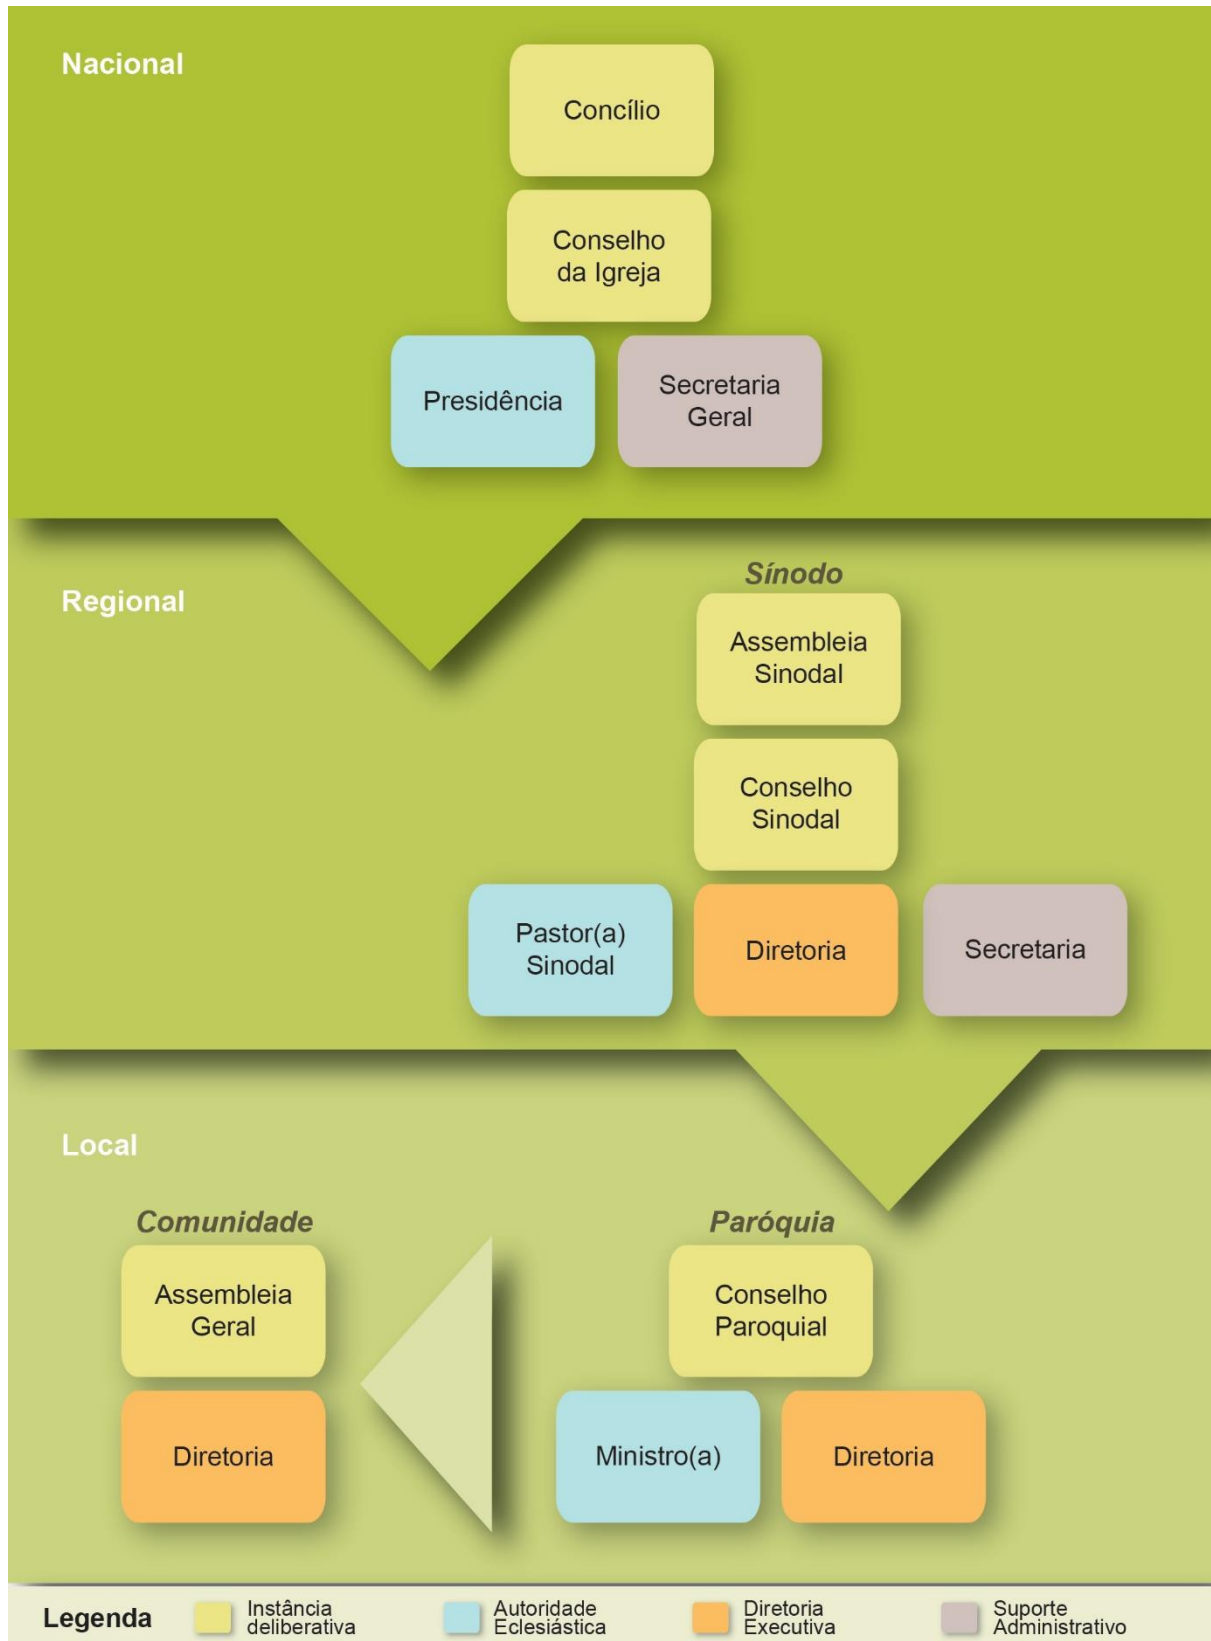 Nacional
Concílio
Conselho
da Igreja
Presidência
Secretaria
Geral
Regional
Sínodo
Assembleia
Sinodal
Conselho
Sinodal
Pastor(a)
Sinodal
Diretoria
Secretaria
Local
Comunidade
Assembleia
Geral
Diretoria
Paróquia
Conselho
Paroquial
Ministro(a)
Diretoria
Legenda
Instância
deliberativa
Autoridade
Eclesiástica
Diretoria
Executiva
Suporte
Administrativo